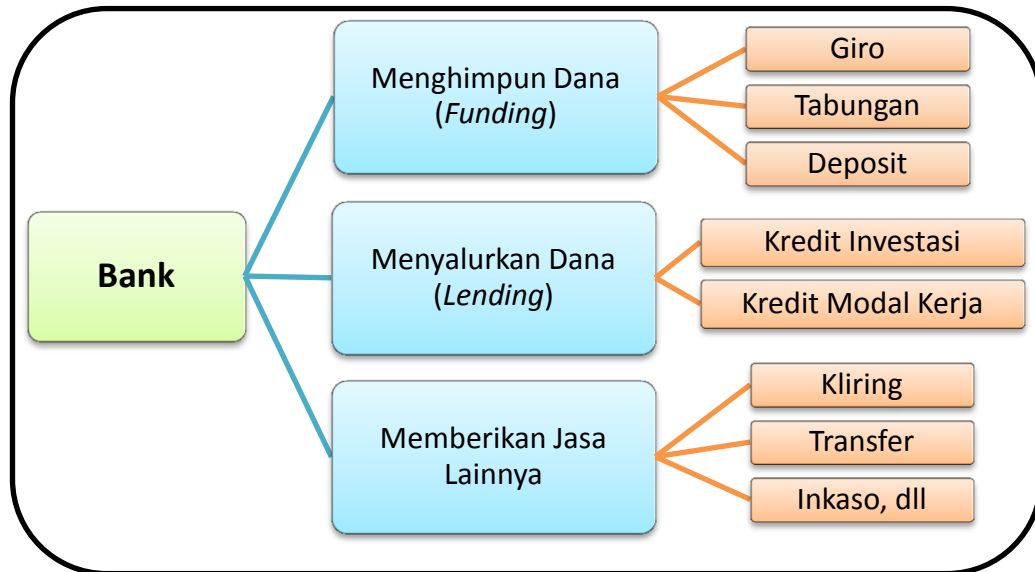 Bank
Menghimpun Dana
(Funding)
Giro
Tabungan
Deposit
Menyalurkan Dana
(Lending)
Kredit Investasi
Kredit Modal Kerja
Memberikan Jasa
Lainnya
Kliring
Transfer
Inkaso, dll